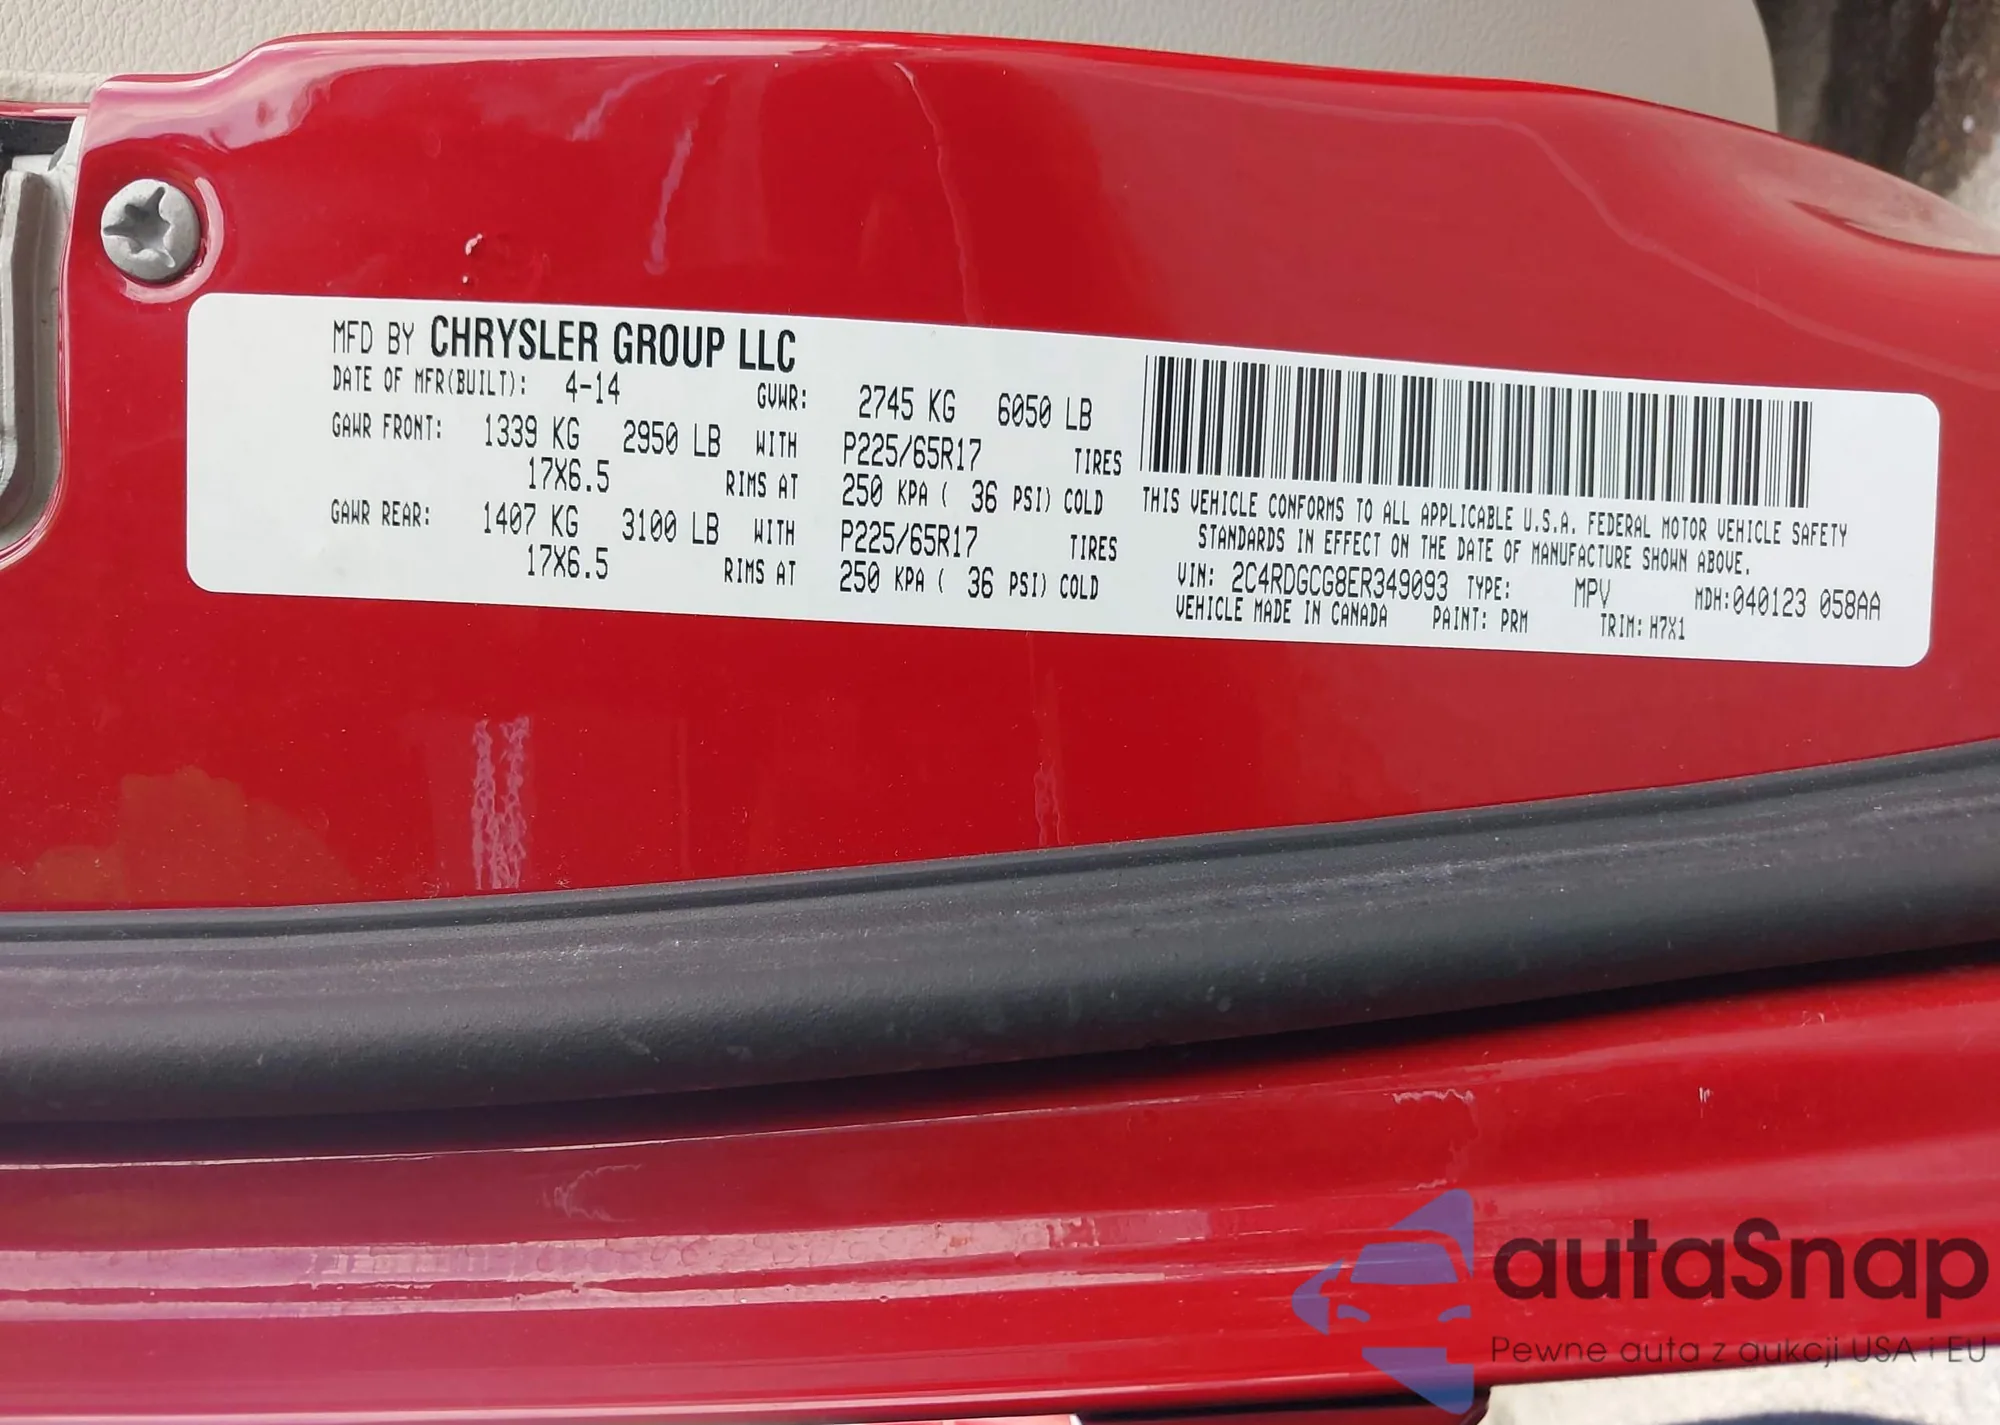 MFD BY CHRYSLER GROUP LLC
DATE OF MFR(BUILT): 4-14 GVWR: 2745 KG 6050 LB
GAWR FRONT: 1339 KG 2950 LB WITH P225/65R17 TIRES
17X6.5 RIMS AT 250 KPA ( 36 PSI) COLD
GAWR REAR: 1407 KG 3100 LB WITH P225/65R17 TIRES
17X6.5 RIMS AT 250 KPA ( 36 PSI) COLD
THIS VEHICLE CONFORMS TO ALL APPLICABLE U.S.A. FEDERAL MOTOR VEHICLE SAFETY
STANDARDS IN EFFECT ON THE DATE OF MANUFACTURE SHOWN ABOVE.
VIN: 2C4RDGCG8ER349093 TYPE: MPV MDH:040123 058AA
VEHICLE MADE IN CANADA PAINT: PRM TRIM: H7X1
autaSnap
Pewne auta z aukcji USA i EU